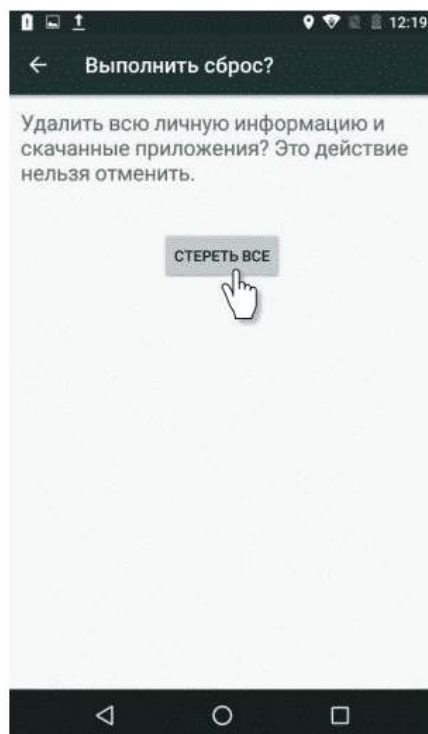 12:19
Выполнить сброс?
Удалить всю личную информацию и
скачанные приложения? Это действие
нельзя отменить.
СТЕРЕТЬ ВСЕ